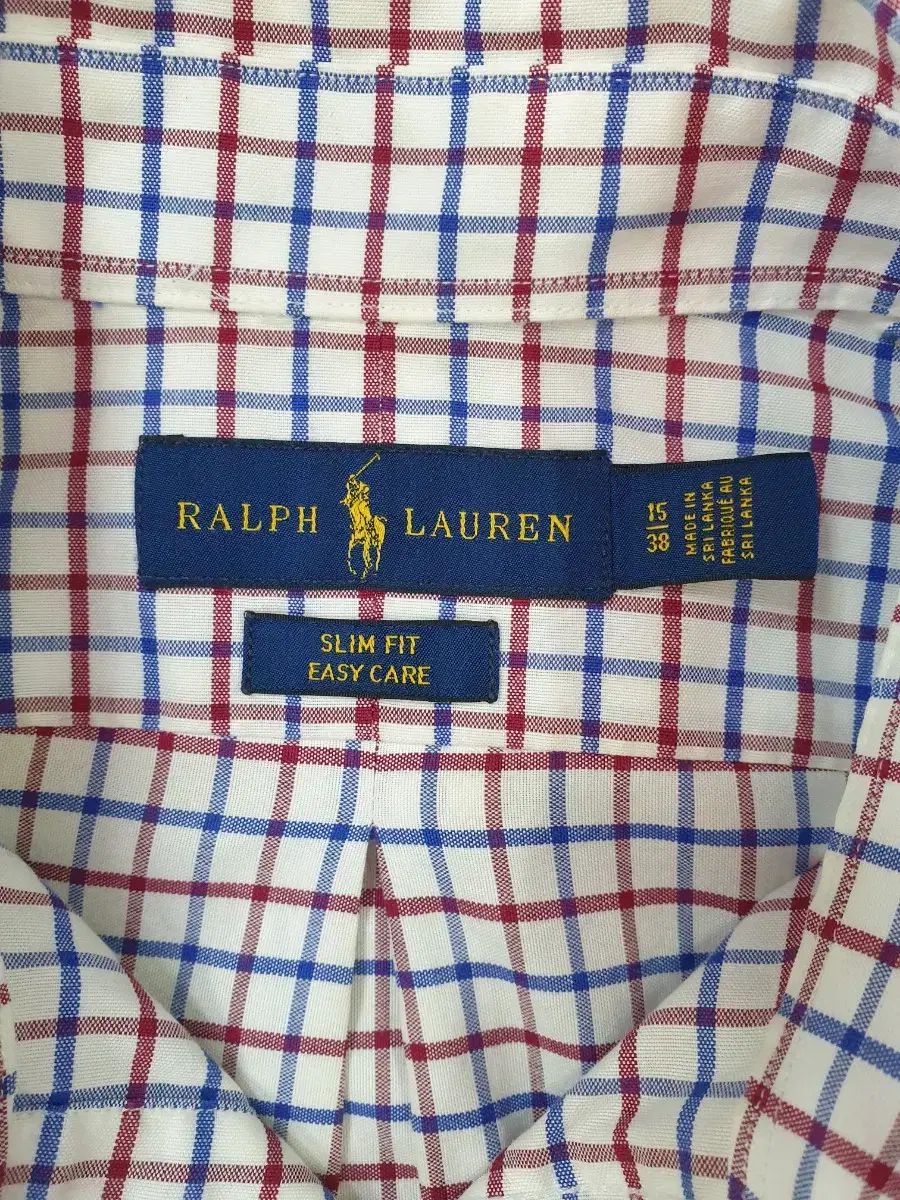 RALPH LAUREN
15
38
MADE IN
SRI LANKA
FABRIQUÉ AU
SRI LANKA
SLIM FIT
EASY CARE